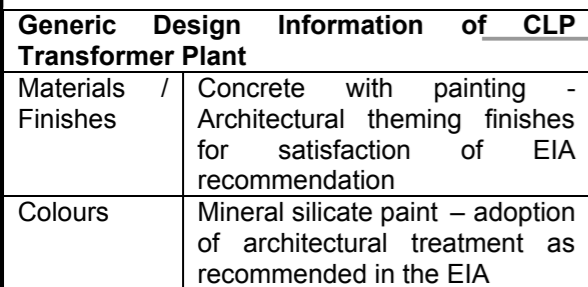 Generic Design Information of CLP
Transformer Plant
Materials / Concrete with painting -
Finishes Architectural theming finishes
for satisfaction of EIA
recommendation
Colours Mineral silicate paint – adoption
of architectural treatment as
recommended in the EIA